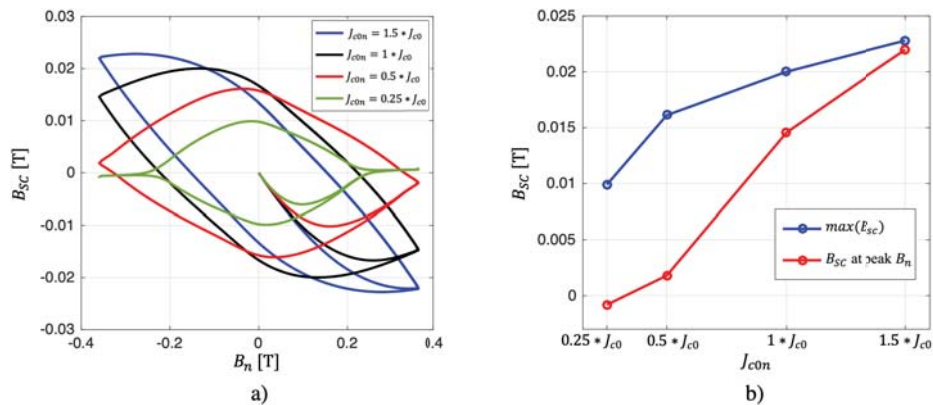 0.03
0.02
0.01
0
-0.01
-0.02
-0.03
B_SC [T]
-0.4
-0.2
0
0.2
0.4
B_n [T]
J_c0n = 1.5 * J_c0
J_c0n = 1 * J_c0
J_c0n = 0.5 * J_c0
J_c0n = 0.25 * J_c0
a)
0.025
0.02
0.015
0.01
0.005
0
B_SC [T]
0.25 * J_c0
0.5 * J_c0
1 * J_c0
1.5 * J_c0
J_c0n
max(
B_SC at peak B_n
b)